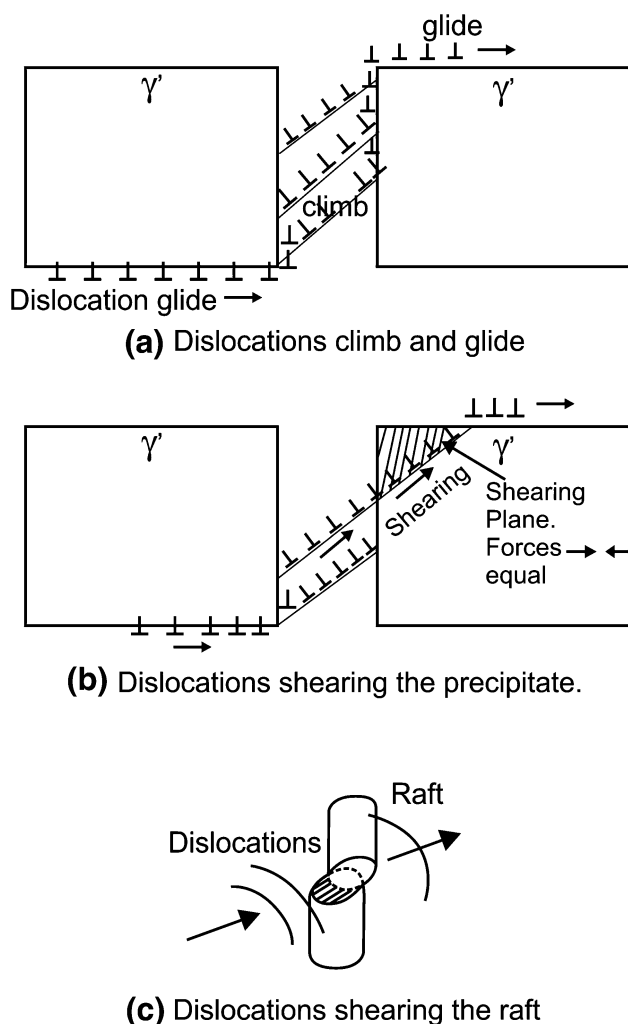 glide
γ'
γ'
climb
Dislocation glide
(a) Dislocations climb and glide
γ'
γ'
Shearing
Shearing
Plane.
Forces
equal
(b) Dislocations shearing the precipitate.
Raft
Dislocations
(c) Dislocations shearing the raft